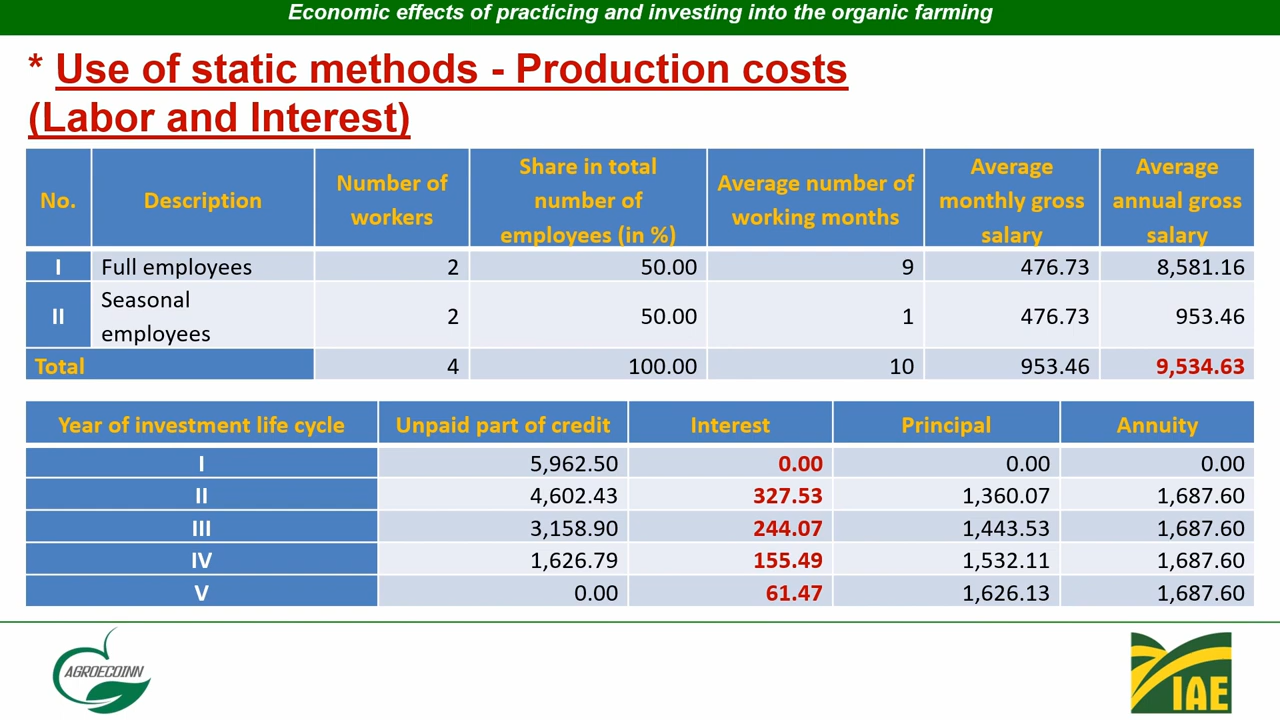 Economic effects of practicing and investing into the organic farming
* Use of static methods - Production costs
(Labor and Interest)
No. Description Number of workers Share in total number of employees (in %) Average number of working months Average monthly gross salary Average annual gross salary
I Full employees 2 50.00 9 476.73 8,581.16
II Seasonal employees 2 50.00 1 476.73 953.46
Total 4 100.00 10 953.46 9,534.63
Year of investment life cycle Unpaid part of credit Interest Principal Annuity
I 5,962.50 0.00 0.00 0.00
II 4,602.43 327.53 1,360.07 1,687.60
III 3,158.90 244.07 1,443.53 1,687.60
IV 1,626.79 155.49 1,532.11 1,687.60
V 0.00 61.47 1,626.13 1,687.60
AGROECOINN
IAE